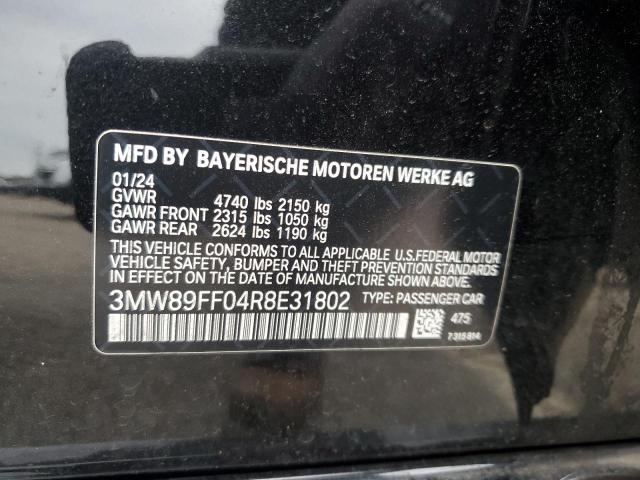 MFD BY BAYERISCHE MOTOREN WERKE AG
01/24
GVWR 4740 lbs 2150 kg
GAWR FRONT 2315 lbs 1050 kg
GAWR REAR 2624 lbs 1190 kg
THIS VEHICLE CONFORMS TO ALL APPLICABLE U.S.FEDERAL MOTOR
VEHICLE SAFETY, BUMPER AND THEFT PREVENTION STANDARDS
IN EFFECT ON THE DATE OF MANUFACTURE SHOWN ABOVE.
3MW89FF04R8E31802 TYPE: PASSENGER CAR
475
7315814